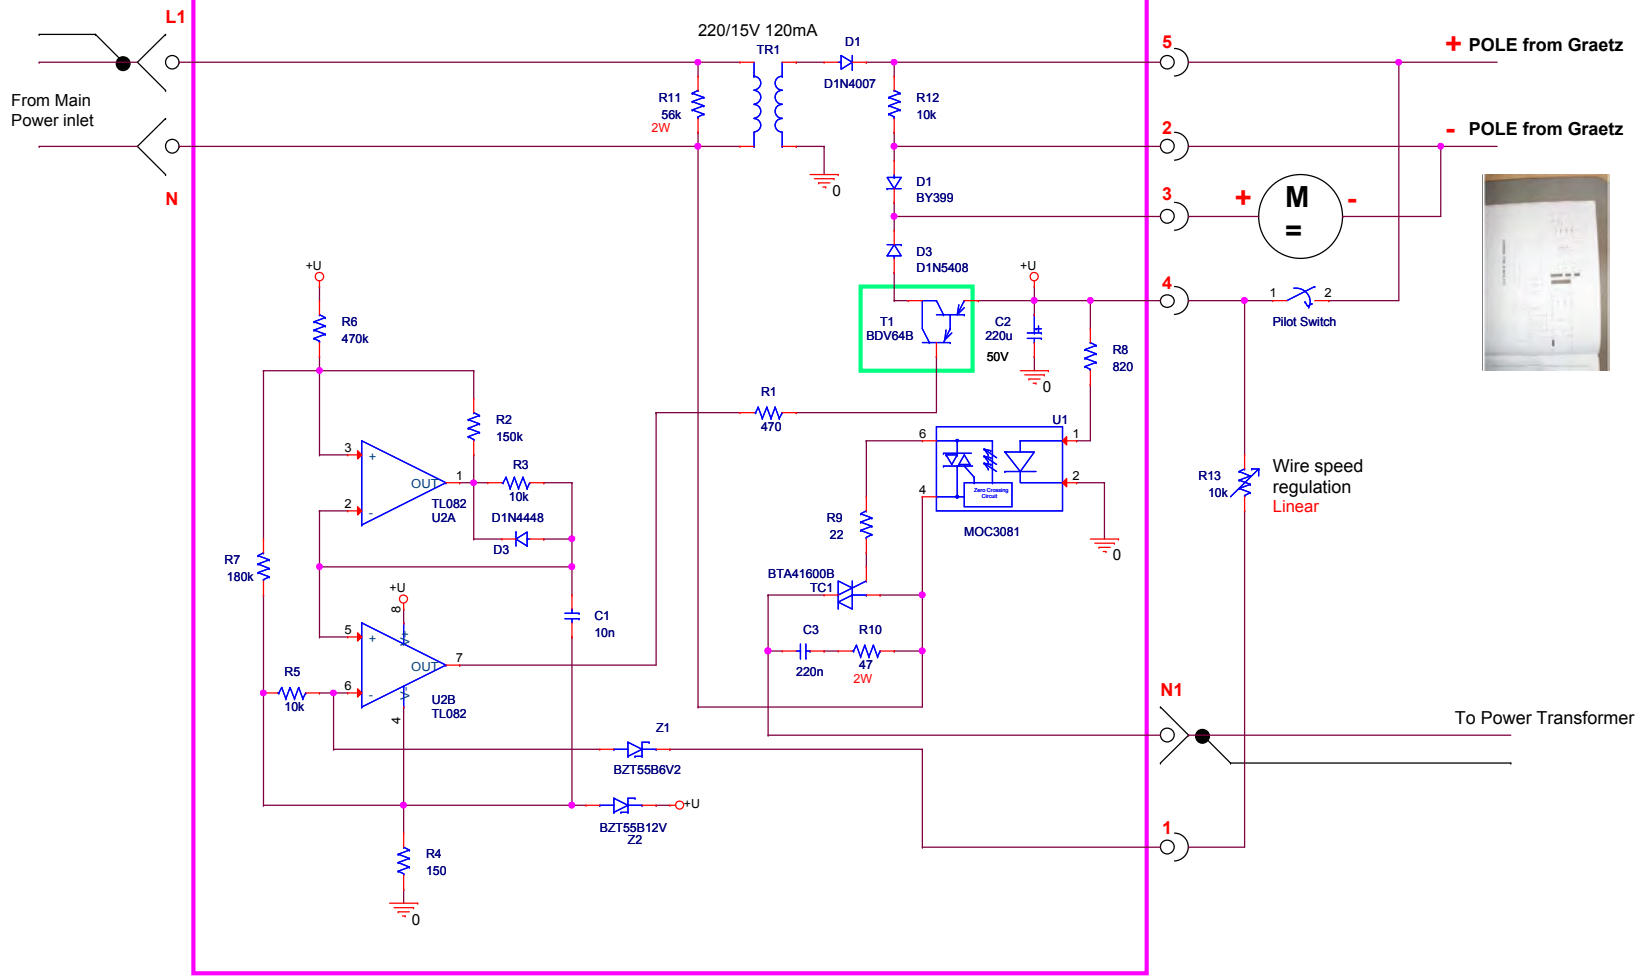 L1
220/15V 120mA
TR1
D1
D1N4007
5
+ POLE from Graetz
From Main
Power inlet
R11
56k
2W
R12
10k
2
- POLE from Graetz
N
0
D1
BY399
3
+ M -
=
D3
D1N5408
+U
+U
4
1 2
Pilot Switch
R6
470k
T1
BDV64B
C2
220u
50V
0
R8
820
R1
470
R2
150k
U1
6 1
4 2
Zero Crossing
Circuit
MOC3081
0
3 +
OUT 1
2 -
TL082
U2A
R3
10k
D1N4448
D3
R13
10k
Wire speed
regulation
Linear
R9
22
R7
180k
BTA41600B
TC1
+U
8
V+
5 +
OUT 7
6 -
V-
4
U2B
TL082
C1
10n
C3
220n
R10
47
2W
R5
10k
N1
To Power Transformer
Z1
BZT55B6V2
+U
BZT55B12V
Z2
1
R4
150
0